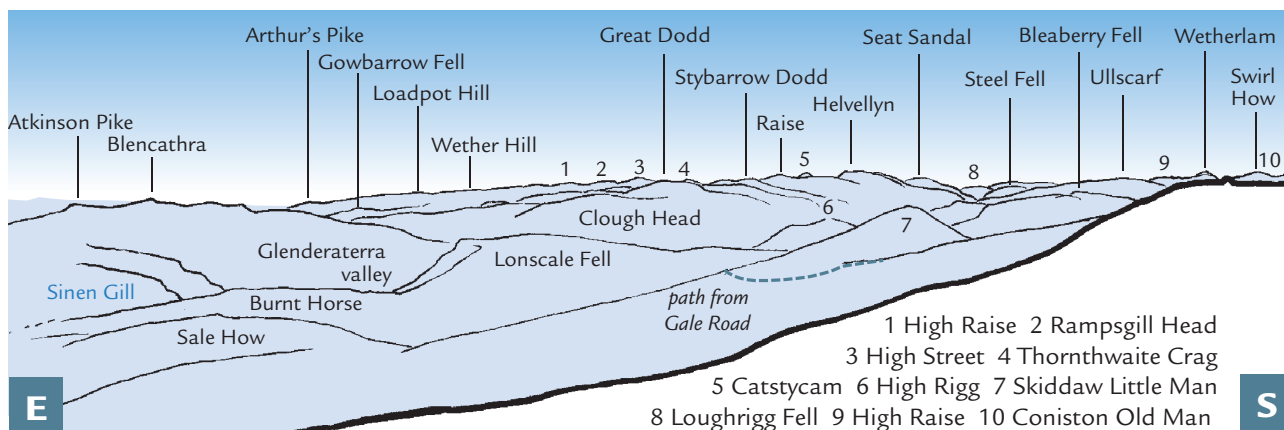 Arthur's Pike
Gowbarrow Fell
Loadpot Hill
Great Dodd
Stybarrow Dodd
Seat Sandal
Bleaberry Fell
Wetherlam
Steel Fell
Ullscarf
Swirl
How
Helvellyn
Raise
Atkinson Pike
Blencathra
Wether Hill
1 2 3 4 5 8 9 10
6
7
Clough Head
Glenderaterra
valley
Lonscale Fell
Sinen Gill
Burnt Horse
Sale How
path from
Gale Road
1 High Raise 2 Rampsgill Head
3 High Street 4 Thornthwaite Crag
5 Catstycam 6 High Rigg 7 Skiddaw Little Man
8 Loughrigg Fell 9 High Raise 10 Coniston Old Man
E
S